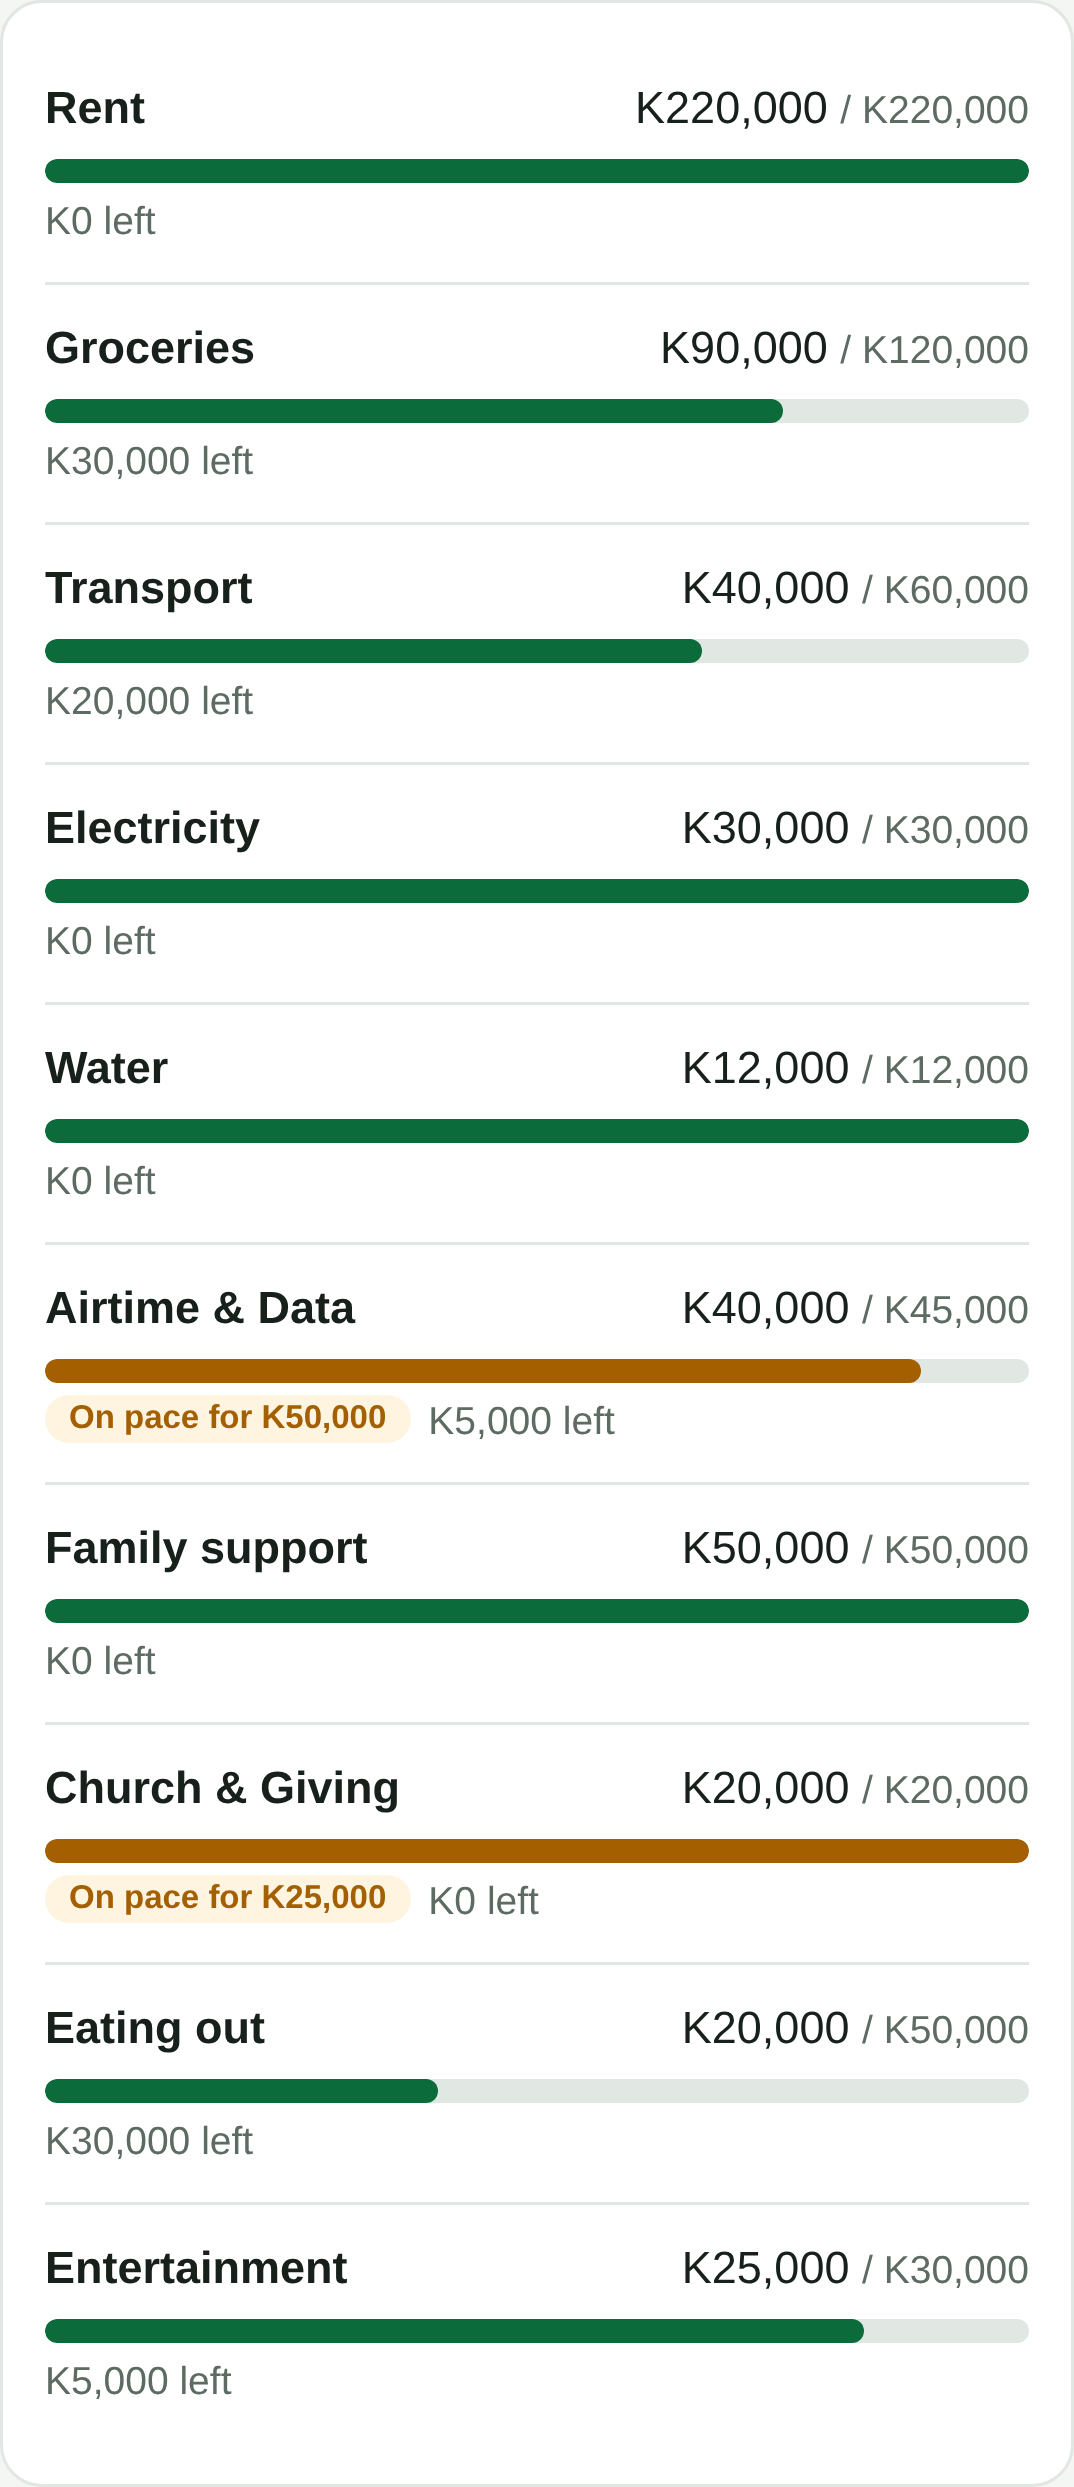 Rent K220,000 / K220,000
K0 left
Groceries K90,000 / K120,000
K30,000 left
Transport K40,000 / K60,000
K20,000 left
Electricity K30,000 / K30,000
K0 left
Water K12,000 / K12,000
K0 left
Airtime & Data K40,000 / K45,000
On pace for K50,000 K5,000 left
Family support K50,000 / K50,000
K0 left
Church & Giving K20,000 / K20,000
On pace for K25,000 K0 left
Eating out K20,000 / K50,000
K30,000 left
Entertainment K25,000 / K30,000
K5,000 left